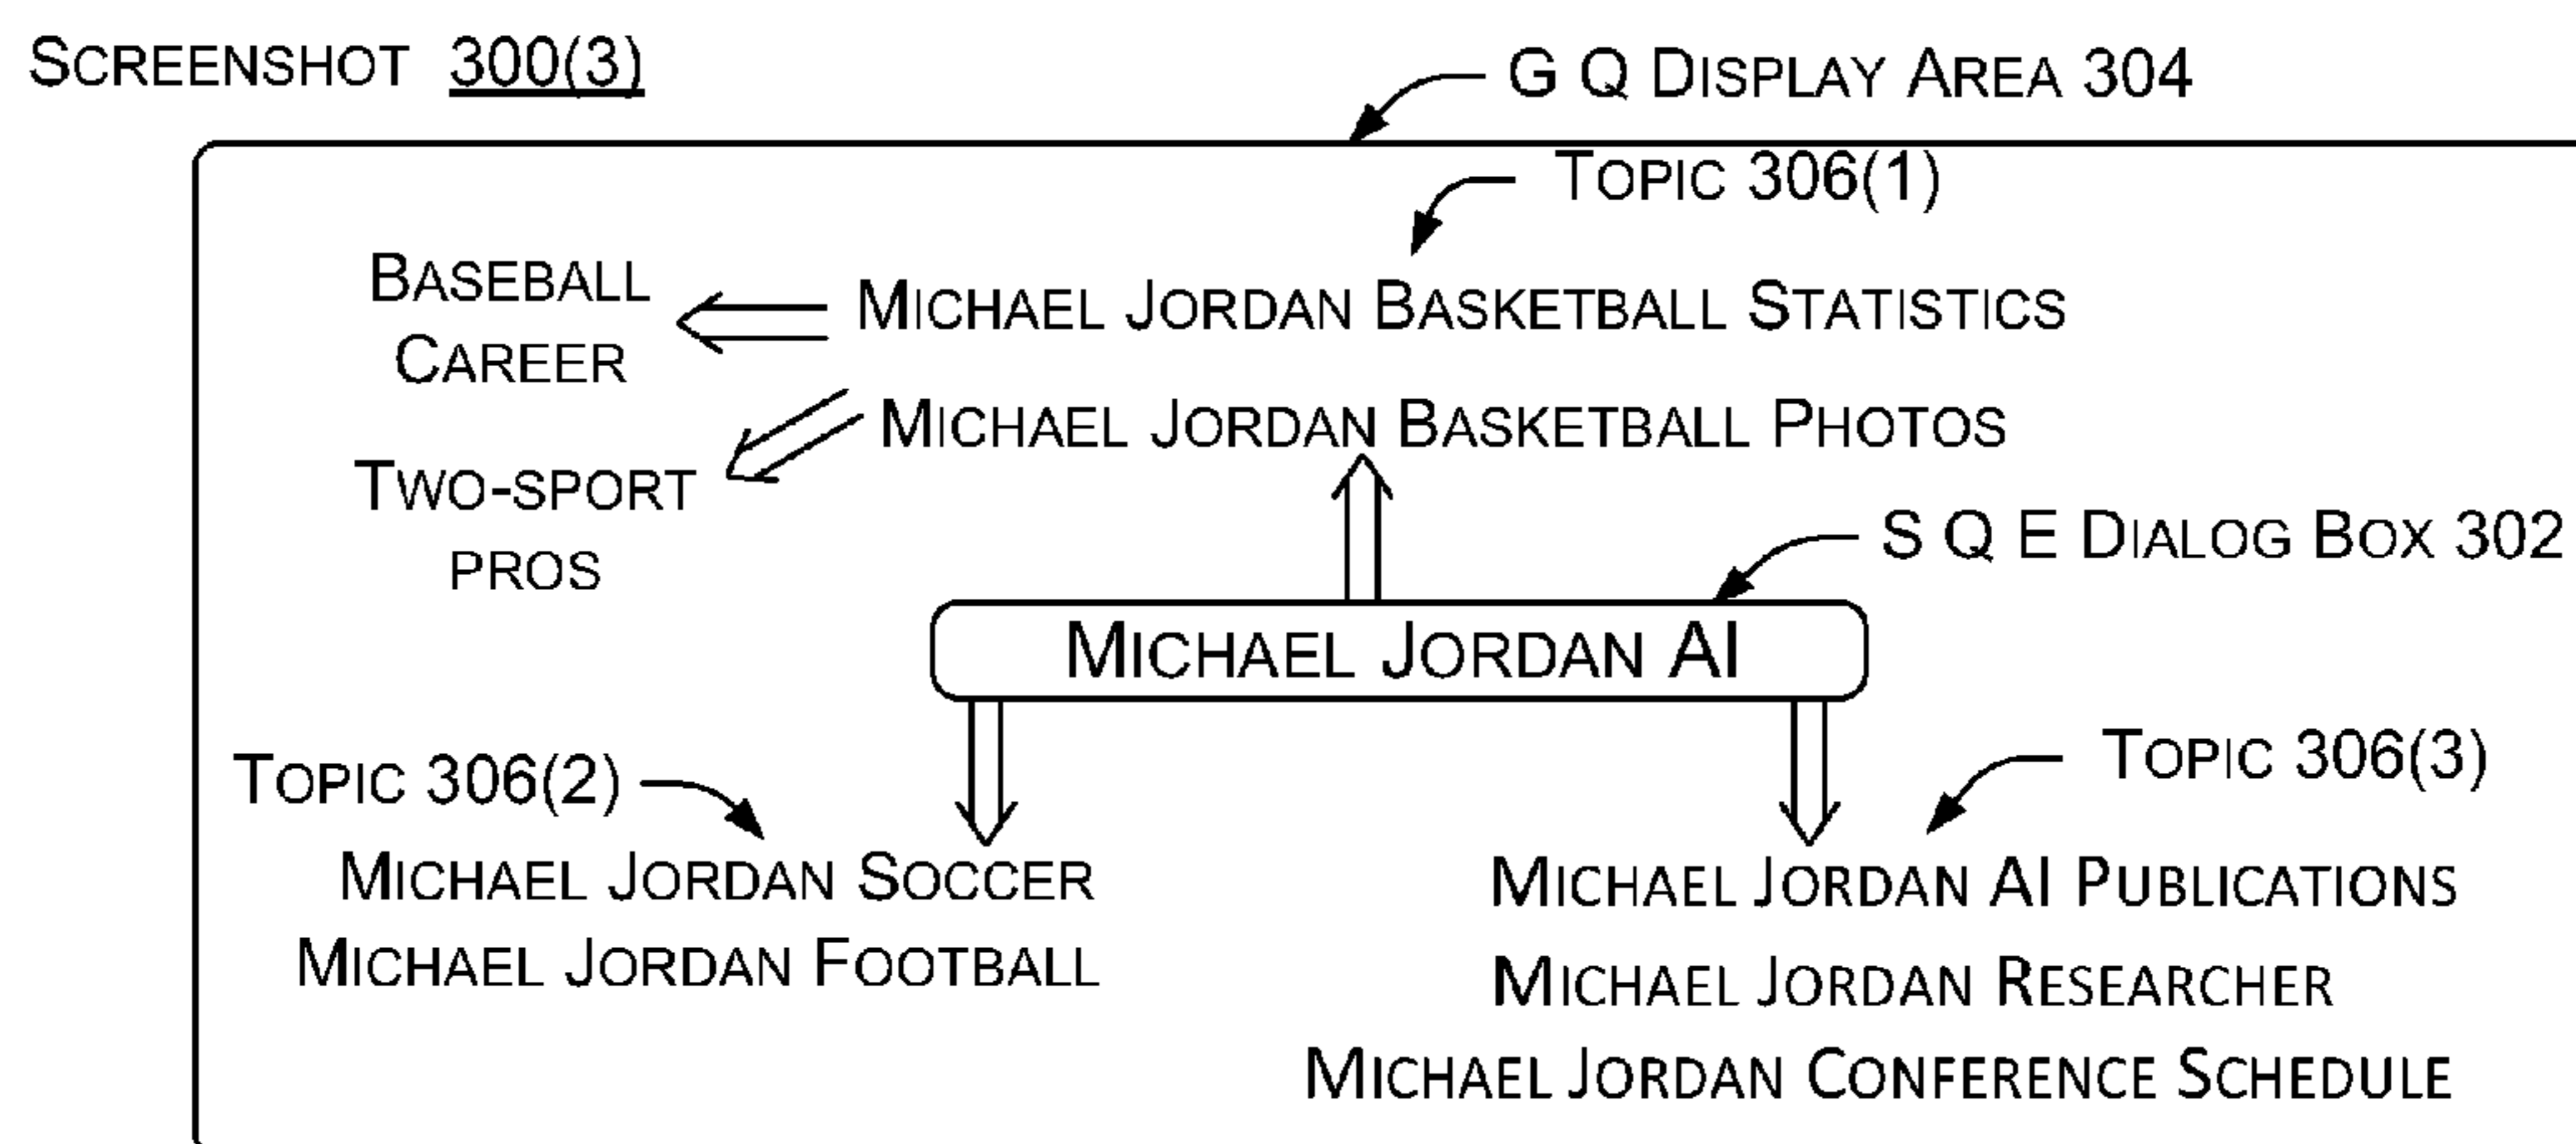 SCREENSHOT 300(3)
G Q DISPLAY AREA 304
TOPIC 306(1)
BASEBALL
CAREER
MICHAEL JORDAN BASKETBALL STATISTICS
MICHAEL JORDAN BASKETBALL PHOTOS
TWO-SPORT
PROS
S Q E DIALOG BOX 302
MICHAEL JORDAN AI
TOPIC 306(2)
MICHAEL JORDAN SOCCER
MICHAEL JORDAN FOOTBALL
TOPIC 306(3)
MICHAEL JORDAN AI PUBLICATIONS
MICHAEL JORDAN RESEARCHER
MICHAEL JORDAN CONFERENCE SCHEDULE